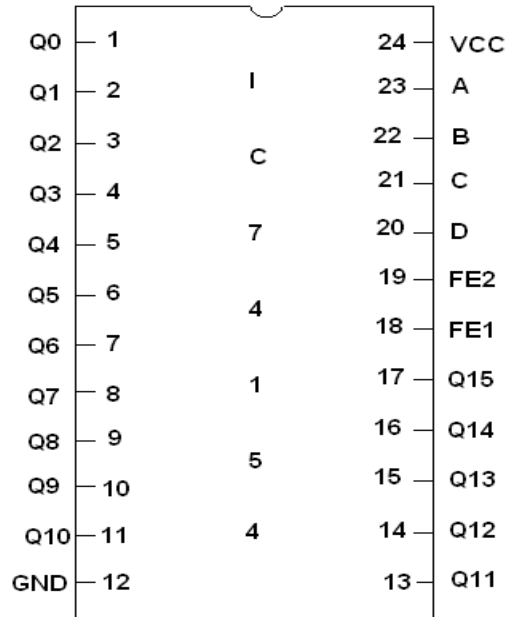 Q0 1 24 VCC
Q1 2 I 23 A
Q2 3 C 22 B
Q3 4 21 C
Q4 5 7 20 D
Q5 6 4 19 FE2
Q6 7 18 FE1
Q7 8 1 17 Q15
Q8 9 5 16 Q14
Q9 10 15 Q13
Q10 11 4 14 Q12
GND 12 13 Q11